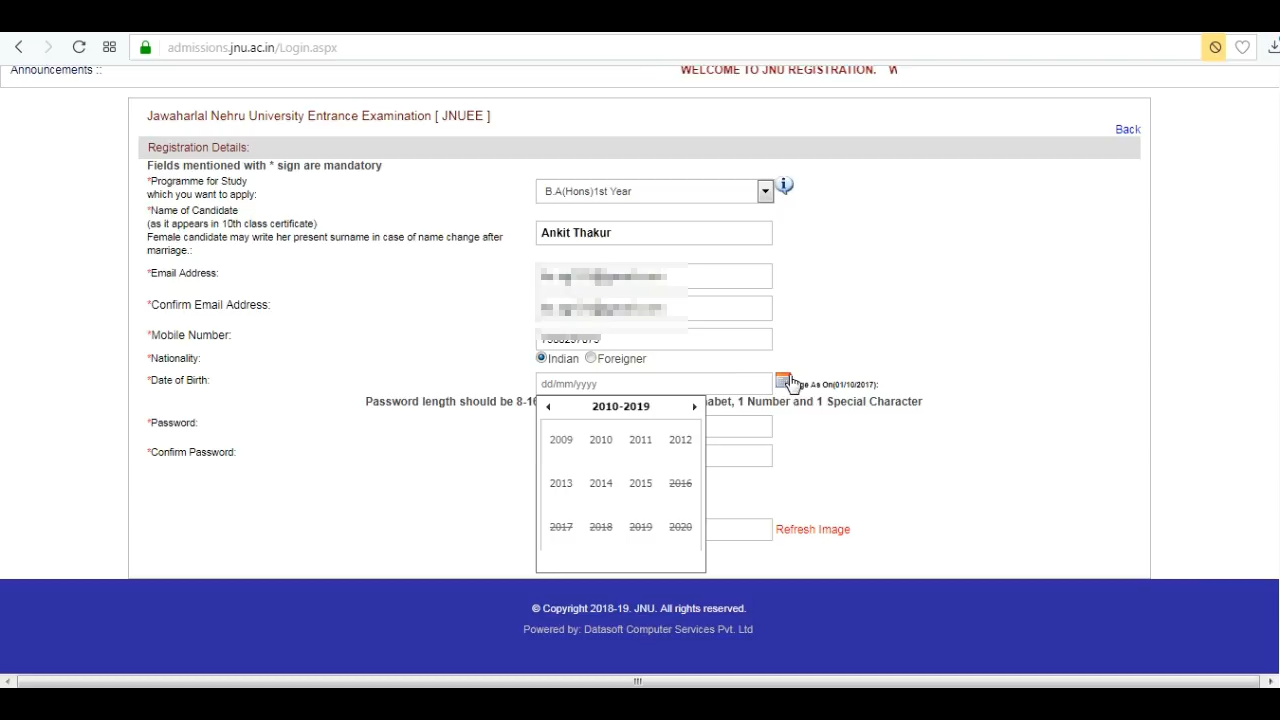 admissions.jnu.ac.in/Login.aspx
Announcements ::
WELCOME TO JNU REGISTRATION. W
Jawaharlal Nehru University Entrance Examination [ JNUEE ]
Back
Registration Details:
Fields mentioned with * sign are mandatory
*Programme for Study
which you want to apply:
B.A(Hons)1st Year
*Name of Candidate
(as it appears in 10th class certificate)
Female candidate may write her present surname in case of name change after
marriage.:
Ankit Thakur
*Email Address:
*Confirm Email Address:
*Mobile Number:
*Nationality:
Indian Foreigner
*Date of Birth:
dd/mm/yyyy
As On(01/10/2017):
Password length should be 8-1 1 Number and 1 Special Character
2010-2019
*Password:
2009 2010 2011 2012
*Confirm Password:
2013 2014 2015 2016
2017 2018 2019 2020
Refresh Image
© Copyright 2018-19. JNU. All rights reserved.
Powered by: Datasoft Computer Services Pvt. Ltd